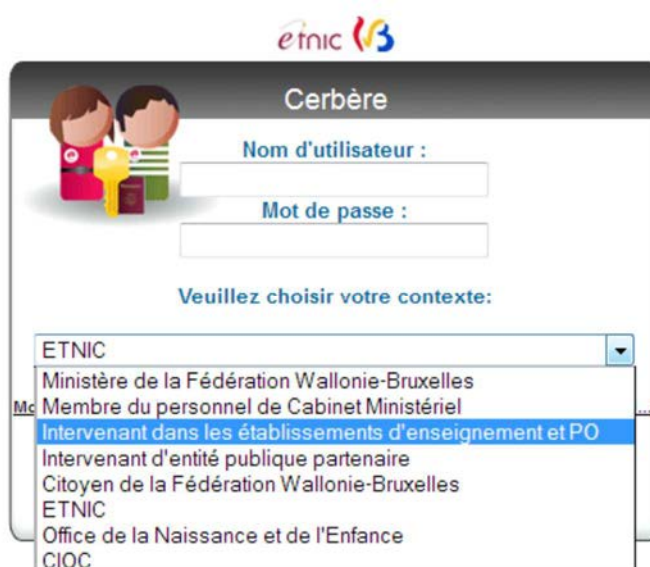 etnic
Cerbère
Nom d'utilisateur :
Mot de passe :
Veuillez choisir votre contexte:
ETNIC
Ministère de la Fédération Wallonie-Bruxelles
Membre du personnel de Cabinet Ministériel
Intervenant dans les établissements d'enseignement et PO
Intervenant d'entité publique partenaire
Citoyen de la Fédération Wallonie-Bruxelles
ETNIC
Office de la Naissance et de l'Enfance
CIOC